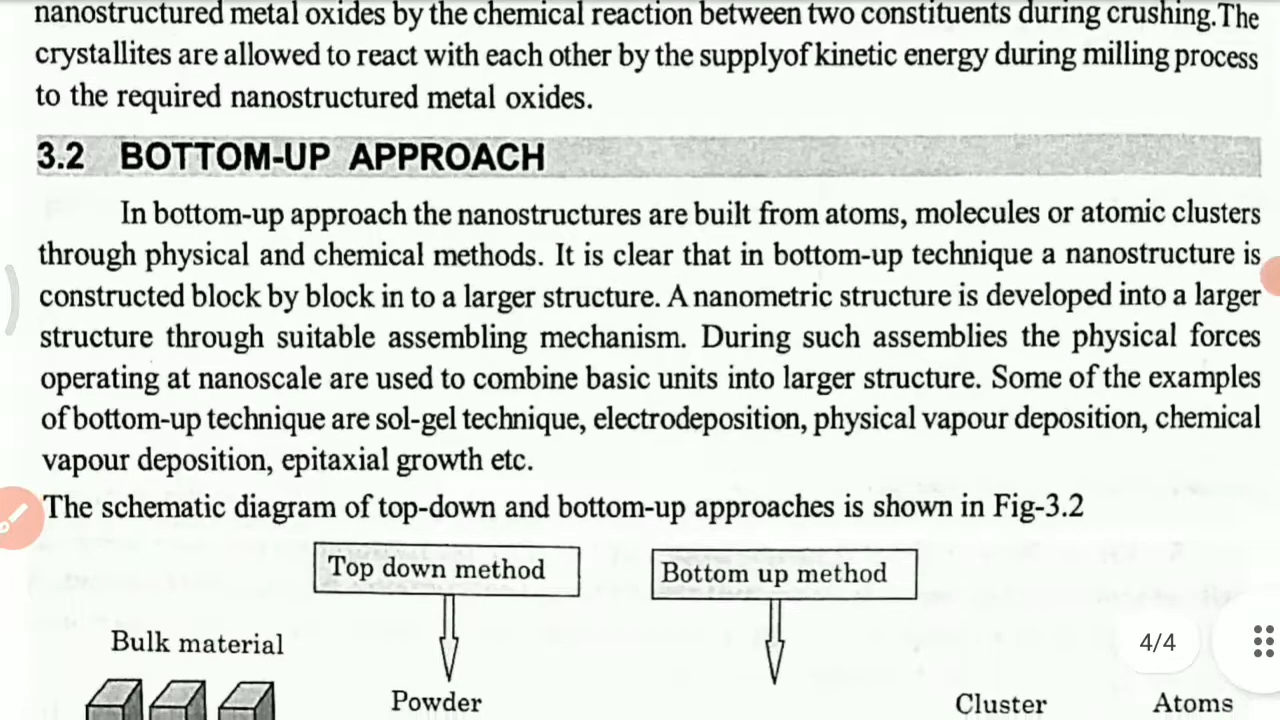 nanostructured metal oxides by the chemical reaction between two constituents during crushing.The
crystallites are allowed to react with each other by the supplyof kinetic energy during milling process
to the required nanostructured metal oxides.
3.2 BOTTOM-UP APPROACH
In bottom-up approach the nanostructures are built from atoms, molecules or atomic clusters
through physical and chemical methods. It is clear that in bottom-up technique a nanostructure is
constructed block by block in to a larger structure. A nanometric structure is developed into a larger
structure through suitable assembling mechanism. During such assemblies the physical forces
operating at nanoscale are used to combine basic units into larger structure. Some of the examples
of bottom-up technique are sol-gel technique, electrodeposition, physical vapour deposition, chemical
vapour deposition, epitaxial growth etc.
The schematic diagram of top-down and bottom-up approaches is shown in Fig-3.2
Top down method
Bottom up method
Bulk material
4/4
Powder
Cluster
Atoms